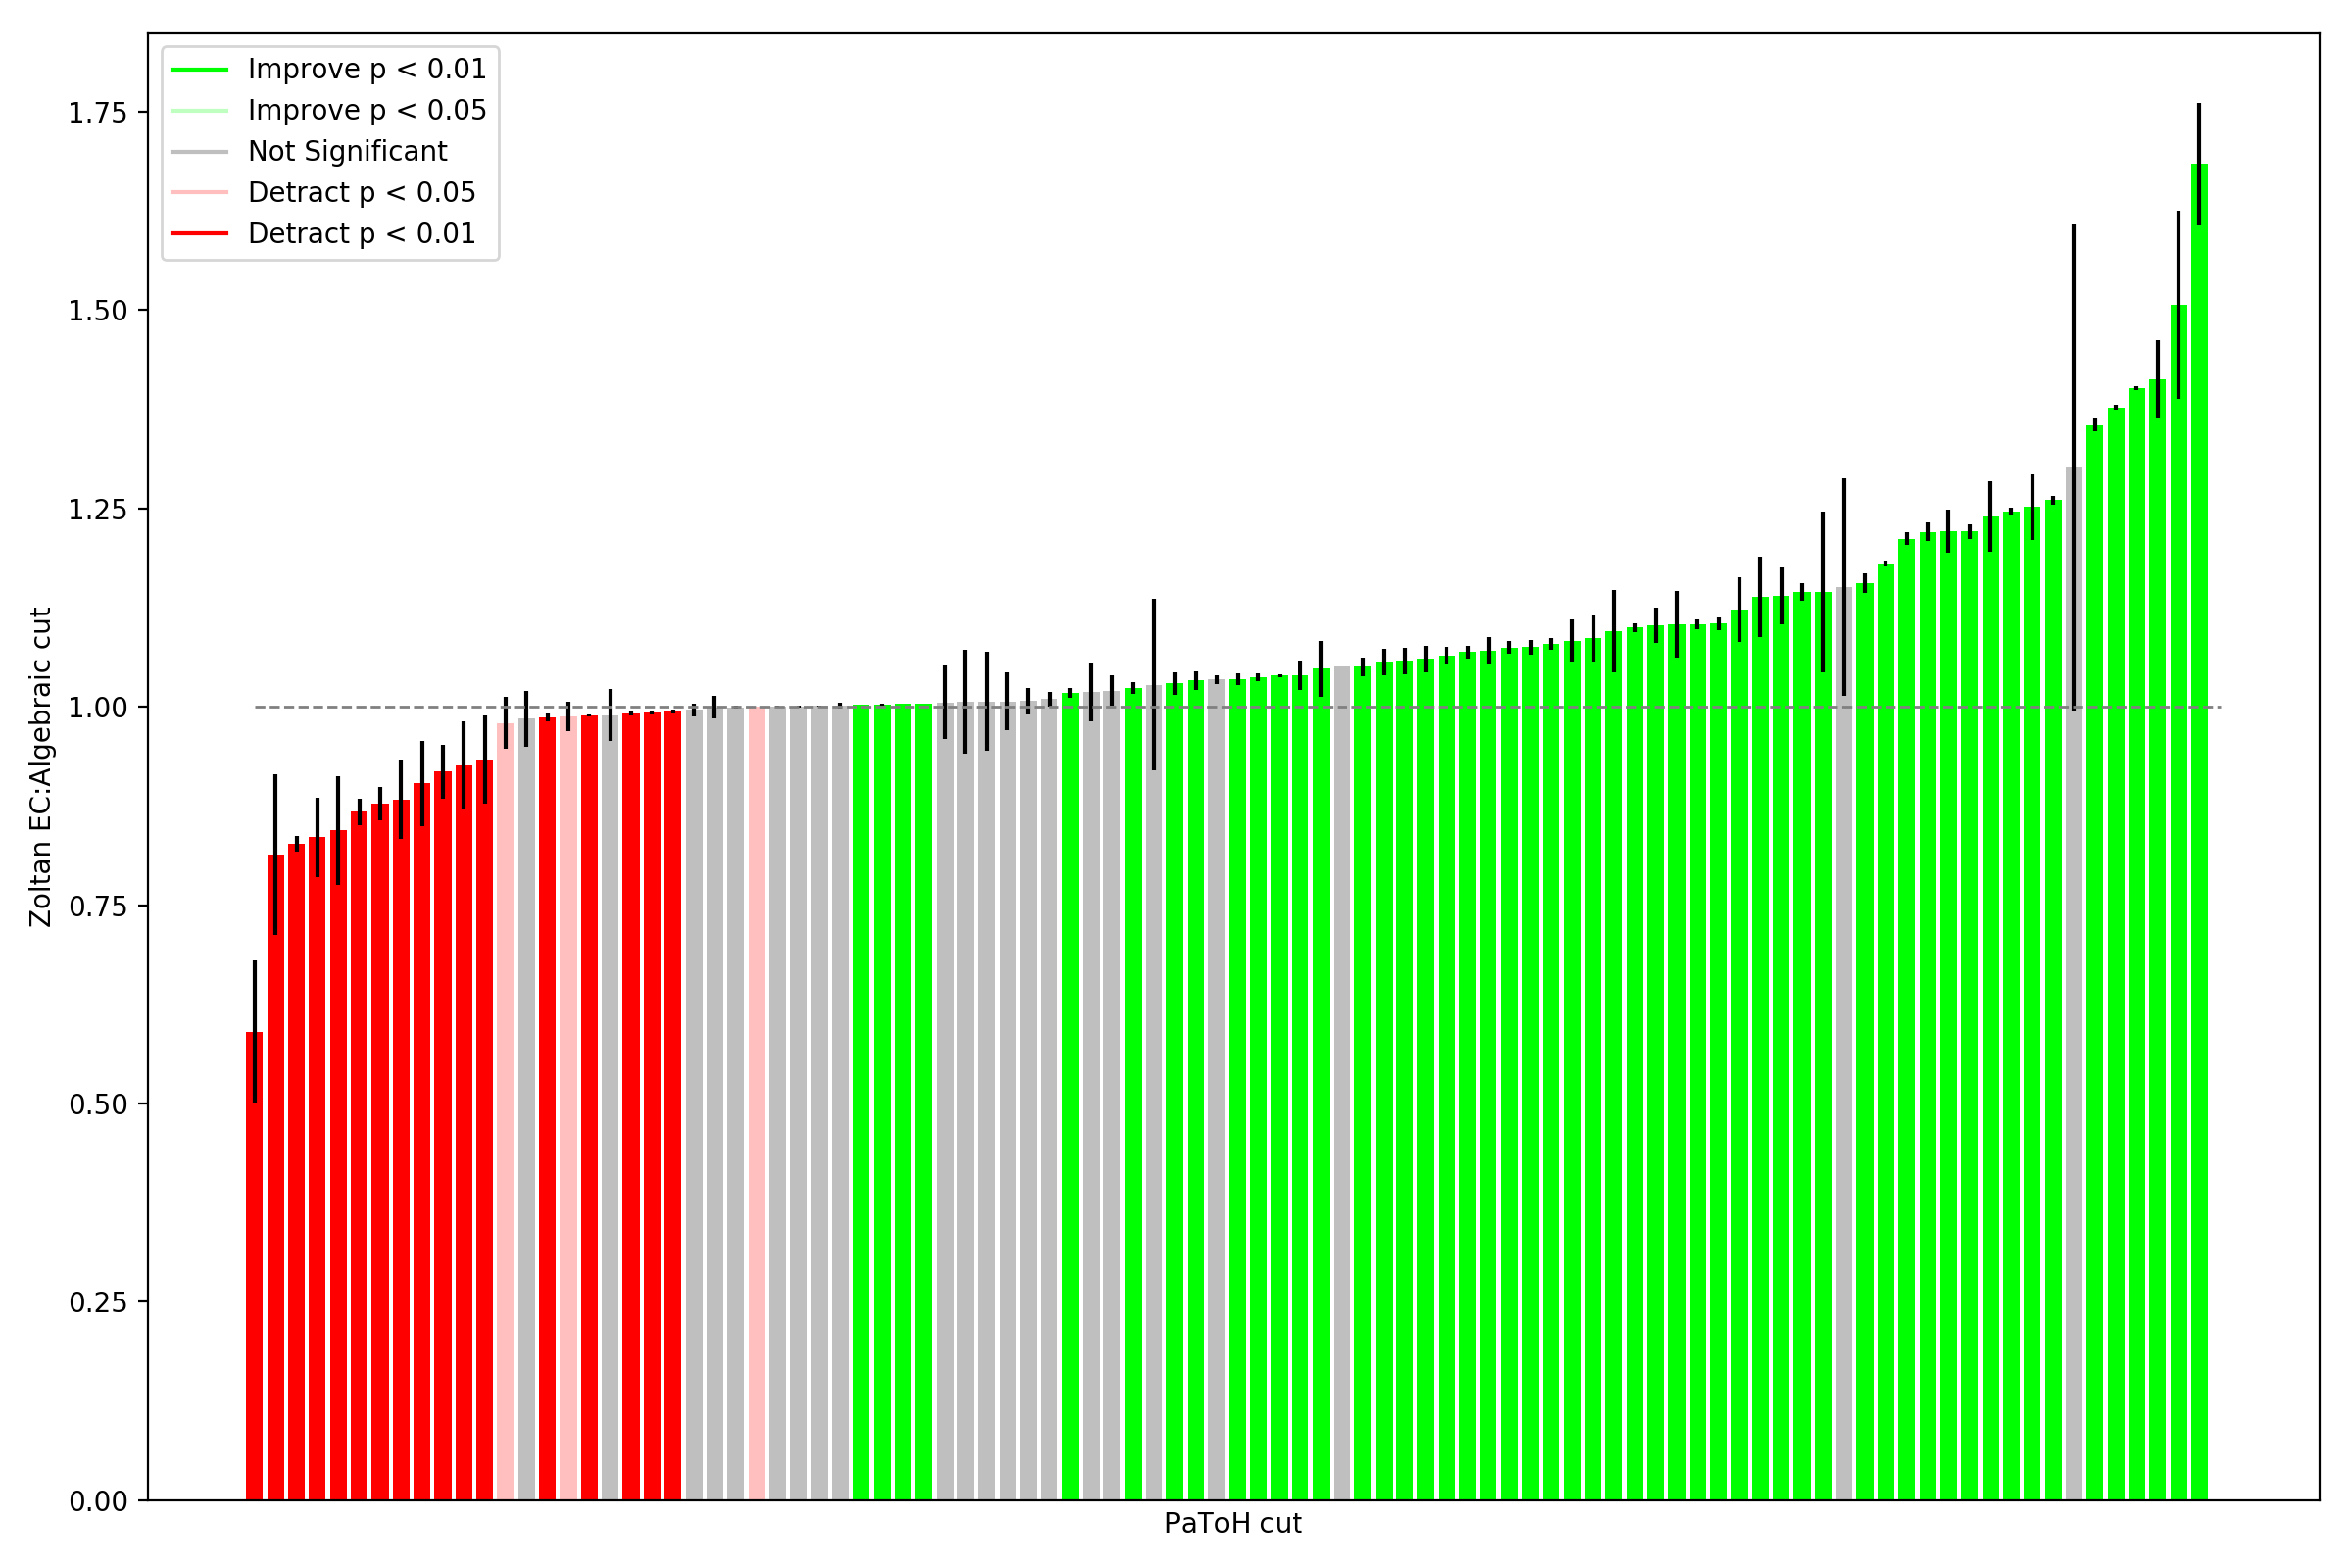 Improve p < 0.01
Improve p < 0.05
Not Significant
Detract p < 0.05
Detract p < 0.01
1.75
1.50
1.25
1.00
0.75
0.50
0.25
0.00
Zoltan EC:Algebraic cut
PaToH cut